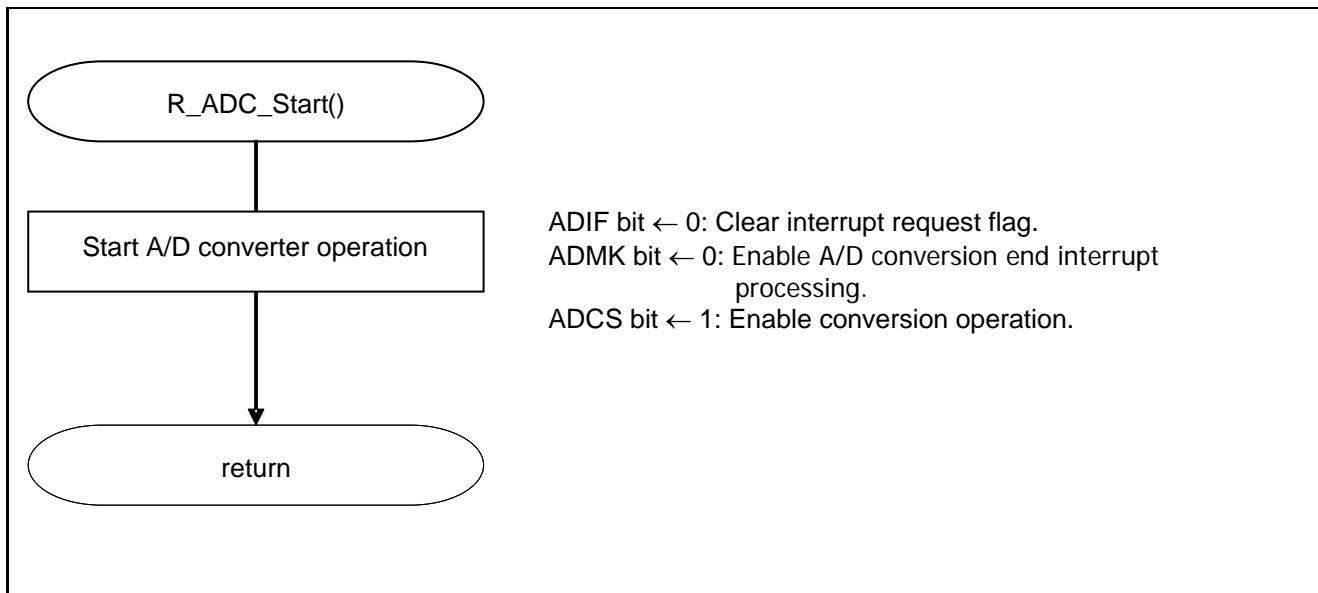 R_ADC_Start()
Start A/D converter operation
ADIF bit ← 0: Clear interrupt request flag.
ADMK bit ← 0: Enable A/D conversion end interrupt
processing.
ADCS bit ← 1: Enable conversion operation.
return